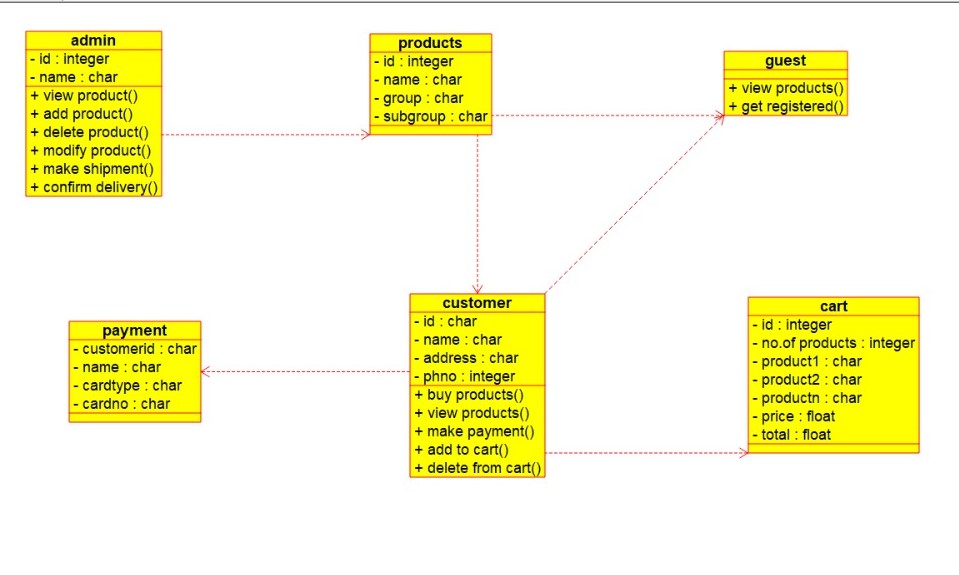 admin
- id : integer
- name : char
+ view product()
+ add product()
+ delete product()
+ modify product()
+ make shipment()
+ confirm delivery()
products
- id : integer
- name : char
- group : char
- subgroup : char
guest
+ view products()
+ get registered()
payment
- customerid : char
- name : char
- cardtype : char
- cardno : char
customer
- id : char
- name : char
- address : char
- phno : integer
+ buy products()
+ view products()
+ make payment()
+ add to cart()
+ delete from cart()
cart
- id : integer
- no.of products : integer
- product1 : char
- product2 : char
- productn : char
- price : float
- total : float